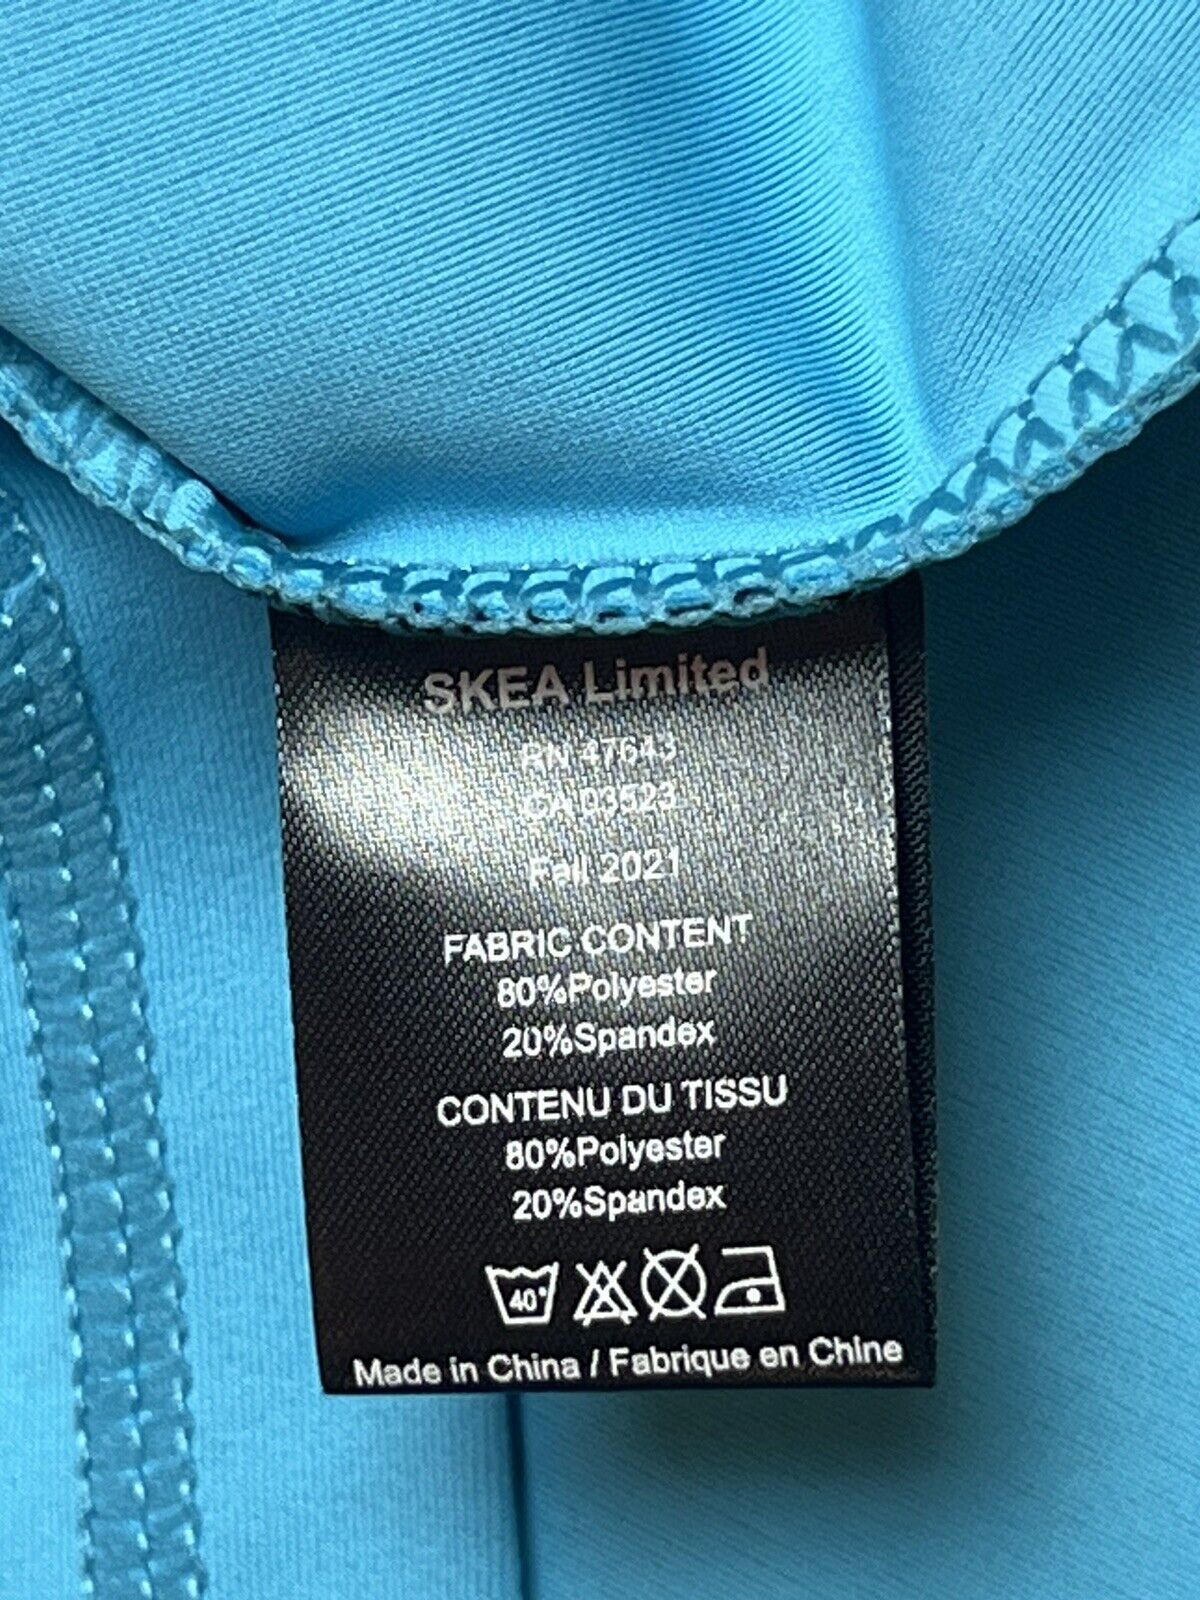 SKEA Limited
RN 47643
CA 03523
Fall 2021
FABRIC CONTENT
80%Polyester
20%Spandex
CONTENU DU TISSU
80%Polyester
20%Spandex
40°
Made in China / Fabrique en Chine